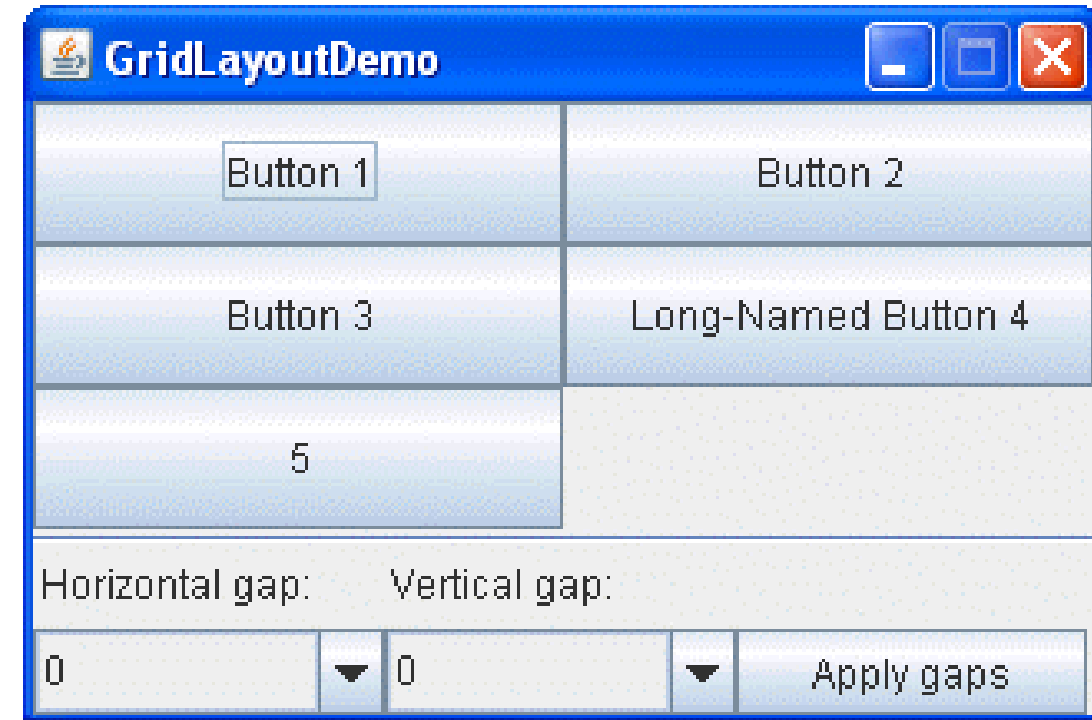 GridLayoutDemo
Button 1
Button 2
Button 3
Long-Named Button 4
5
Horizontal gap:
Vertical gap:
0
0
Apply gaps